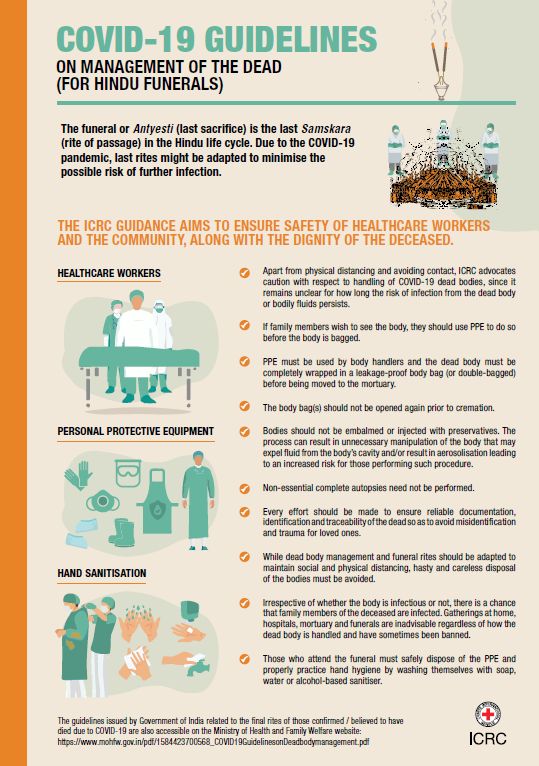 COVID-19 GUIDELINES
ON MANAGEMENT OF THE DEAD
(FOR HINDU FUNERALS)
The funeral or Antyesti (last sacrifice) is the last Samskara
(rite of passage) in the Hindu life cycle. Due to the COVID-19
pandemic, last rites might be adapted to minimise the
possible risk of further infection.
THE ICRC GUIDANCE AIMS TO ENSURE SAFETY OF HEALTHCARE WORKERS
AND THE COMMUNITY, ALONG WITH THE DIGNITY OF THE DECEASED.
HEALTHCARE WORKERS
Apart from physical distancing and avoiding contact, ICRC advocates
caution with respect to handling of COVID-19 dead bodies, since it
remains unclear for how long the risk of infection from the dead body
or bodily fluids persists.
If family members wish to see the body, they should use PPE to do so
before the body is bagged.
PPE must be used by body handlers and the dead body must be
completely wrapped in a leakage-proof body bag (or double-bagged)
before being moved to the mortuary.
The body bag(s) should not be opened again prior to cremation.
PERSONAL PROTECTIVE EQUIPMENT
Bodies should not be embalmed or injected with preservatives. The
process can result in unnecessary manipulation of the body that may
expel fluid from the body's cavity and/or result in aerosolisation leading
to an increased risk for those performing such procedure.
Non-essential complete autopsies need not be performed.
Every effort should be made to ensure reliable documentation,
identification and traceability of the dead so as to avoid misidentification
and trauma for loved ones.
While dead body management and funeral rites should be adapted to
maintain social and physical distancing, hasty and careless disposal
of the bodies must be avoided.
HAND SANITISATION
Irrespective of whether the body is infectious or not, there is a chance
that family members of the deceased are infected. Gatherings at home,
hospitals, mortuary and funerals are inadvisable regardless of how the
dead body is handled and have sometimes been banned.
Those who attend the funeral must safely dispose of the PPE and
properly practice hand hygiene by washing themselves with soap,
water or alcohol-based sanitiser.
The guidelines issued by Government of India related to the final rites of those confirmed / believed to have
died due to COVID-19 are also accessible on the Ministry of Health and Family Welfare website:
https://www.mohfw.gov.in/pdf/1584423700568_COVID19GuidelinesonDeadbodymanagement.pdf
ICRC